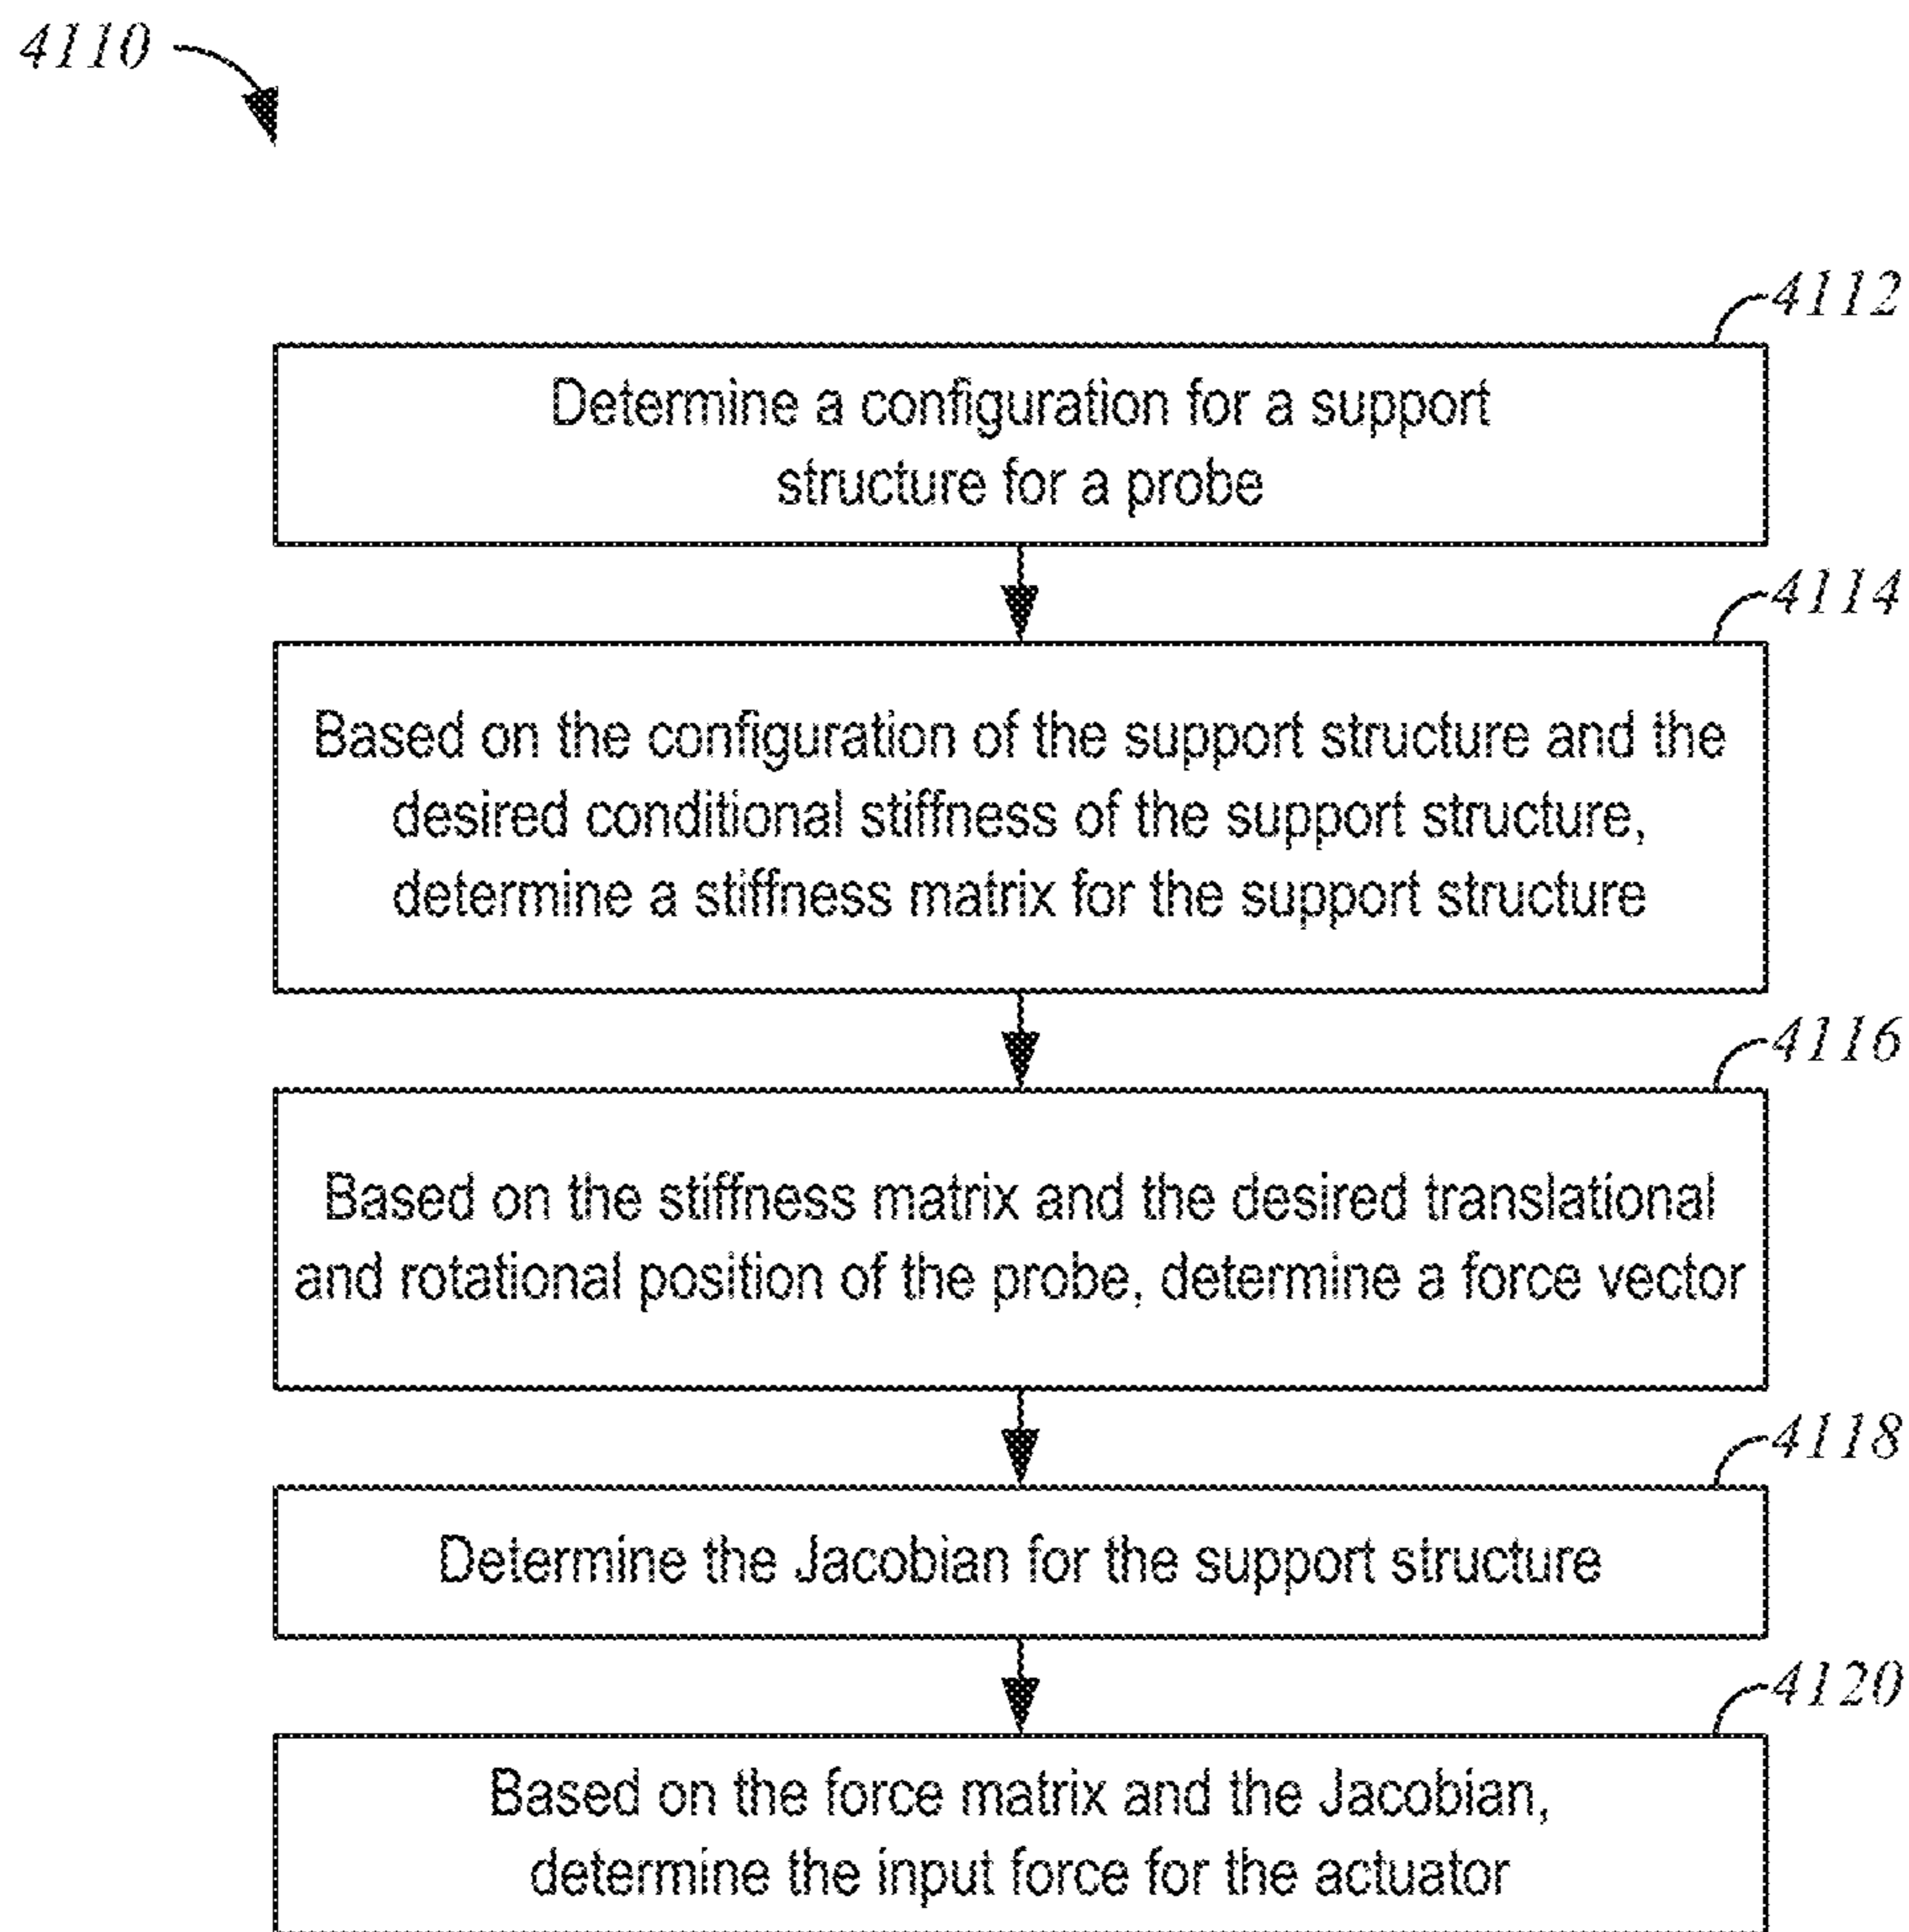 4110
4112
Determine a configuration for a support
structure for a probe
4114
Based on the configuration of the support structure and the
desired conditional stiffness of the support structure,
determine a stiffness matrix for the support structure
4116
Based on the stiffness matrix and the desired translational
and rotational position of the probe, determine a force vector
4118
Determine the Jacobian for the support structure
4120
Based on the force matrix and the Jacobian,
determine the input force for the actuator